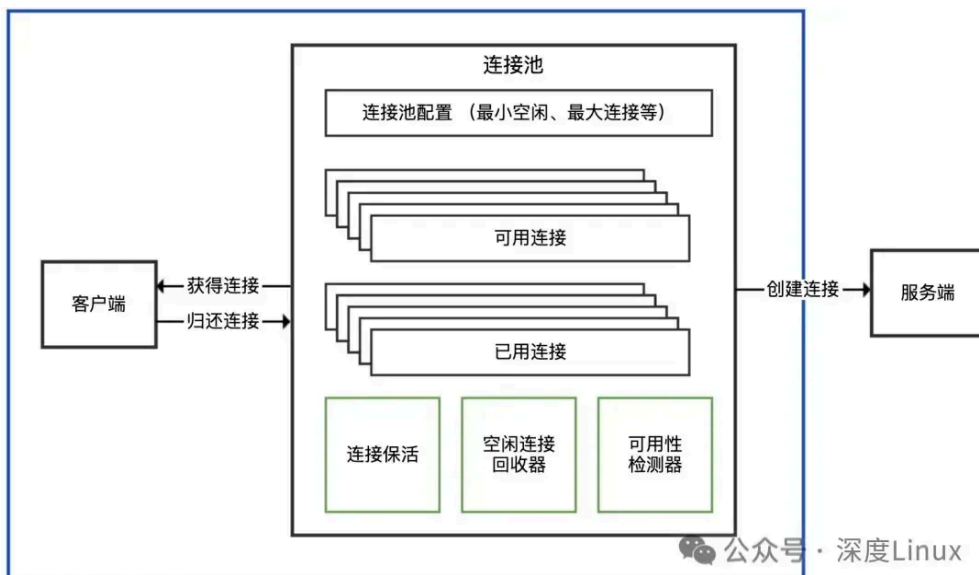 连接池
连接池配置 （最小空闲、最大连接等）
可用连接
客户端
获得连接
归还连接
创建连接
服务端
已用连接
连接保活
空闲连接
回收器
可用性
检测器
公众号 · 深度Linux